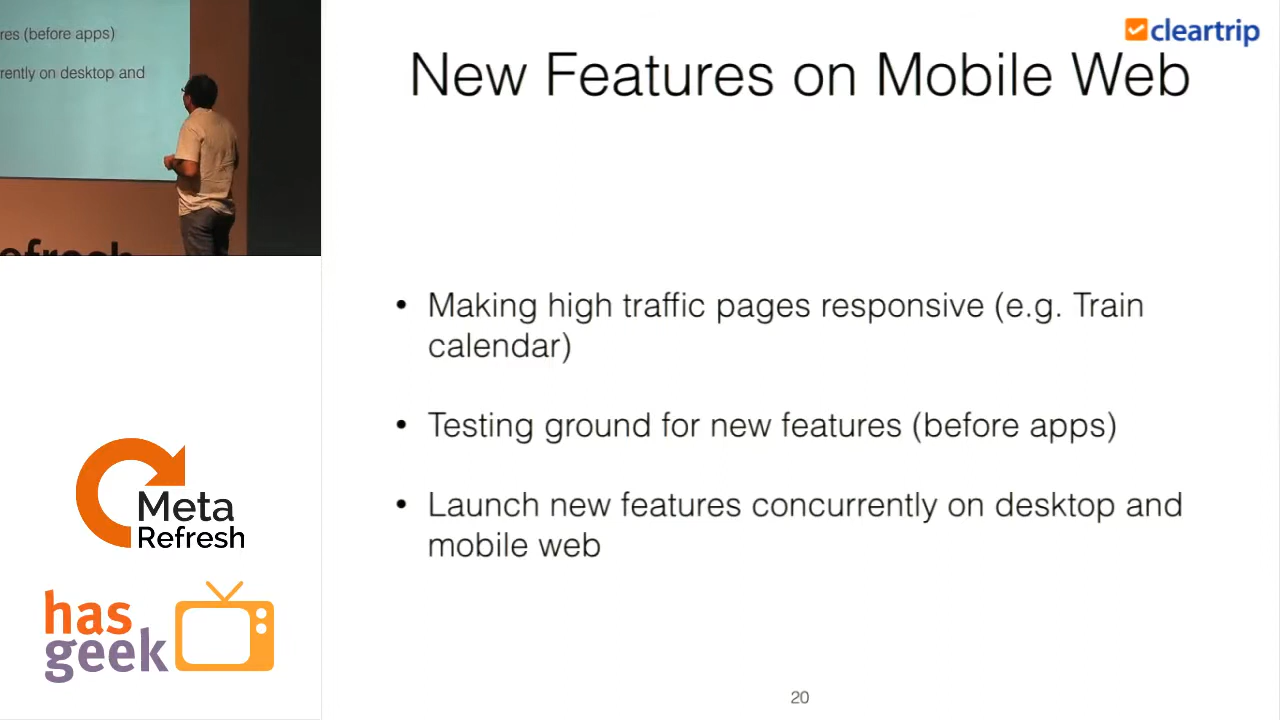 res (before apps)
rently on desktop and
efresh
Meta
Refresh
has
geek
cleartrip
New Features on Mobile Web
• Making high traffic pages responsive (e.g. Train
calendar)
• Testing ground for new features (before apps)
• Launch new features concurrently on desktop and
mobile web
20